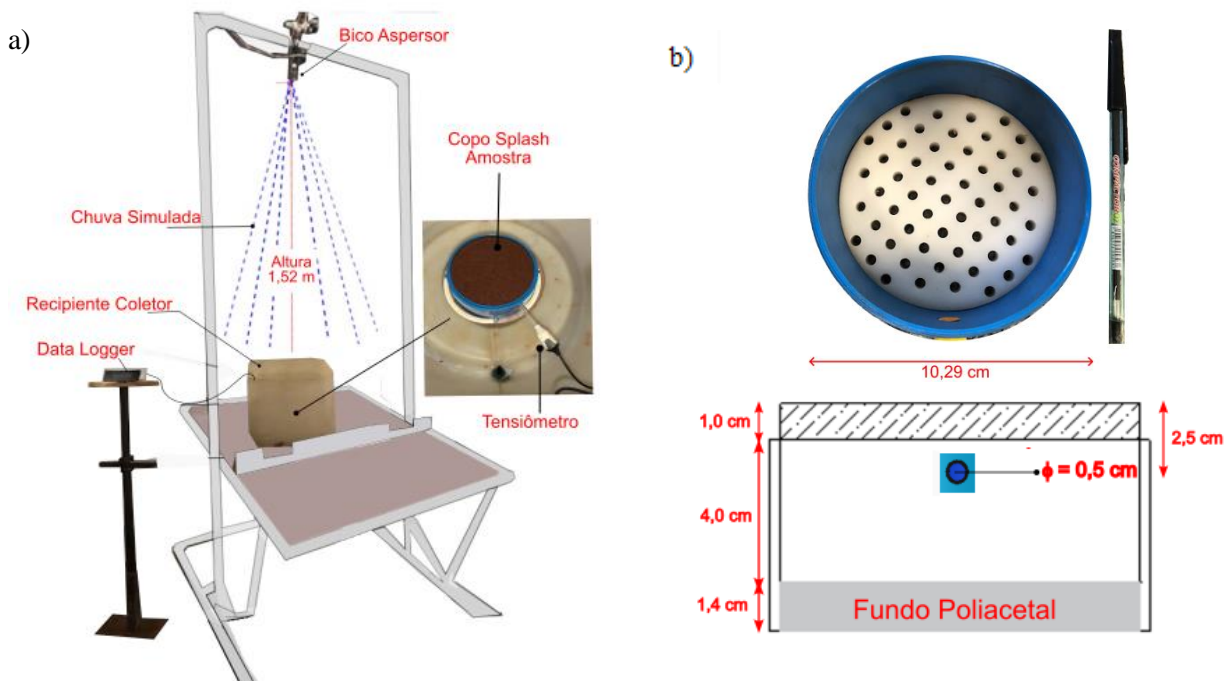 a)
Bico Aspersor
Copo Splash
Amostra
Chuva Simulada
Altura
1,52 m
Recipiente Coletor
Data Logger
Tensiômetro
b)
10,29 cm
1,0 cm
2,5 cm
ϕ = 0,5 cm
4,0 cm
1,4 cm
Fundo Poliacetal